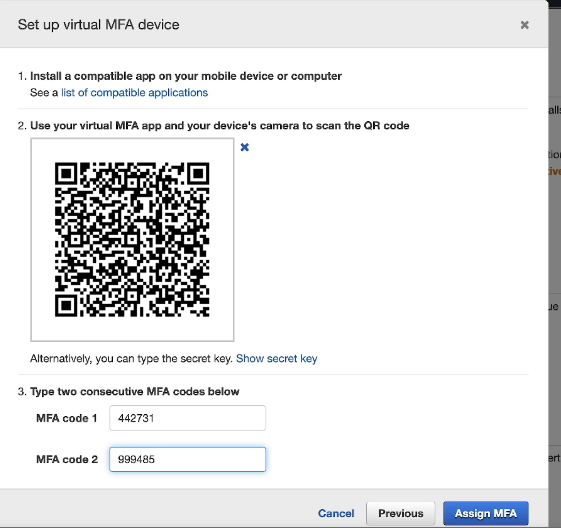 Set up virtual MFA device
×
1. Install a compatible app on your mobile device or computer
See a list of compatible applications
2. Use your virtual MFA app and your device's camera to scan the QR code
Alternatively, you can type the secret key. Show secret key
3. Type two consecutive MFA codes below
MFA code 1 442731
MFA code 2 999485
Cancel Previous Assign MFA